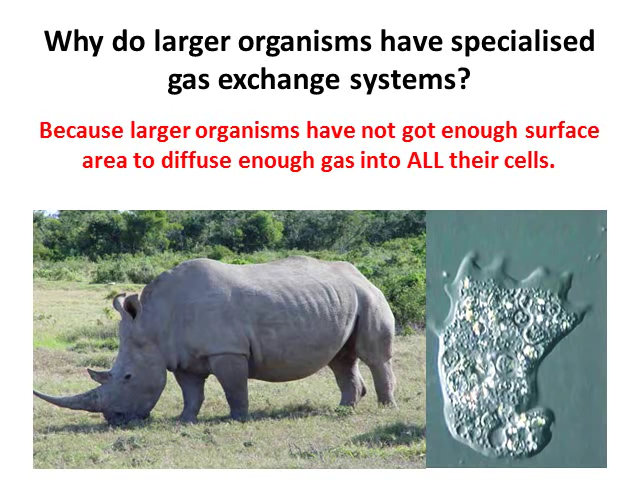 Why do larger organisms have specialised
gas exchange systems?
Because larger organisms have not got enough surface
area to diffuse enough gas into ALL their cells.